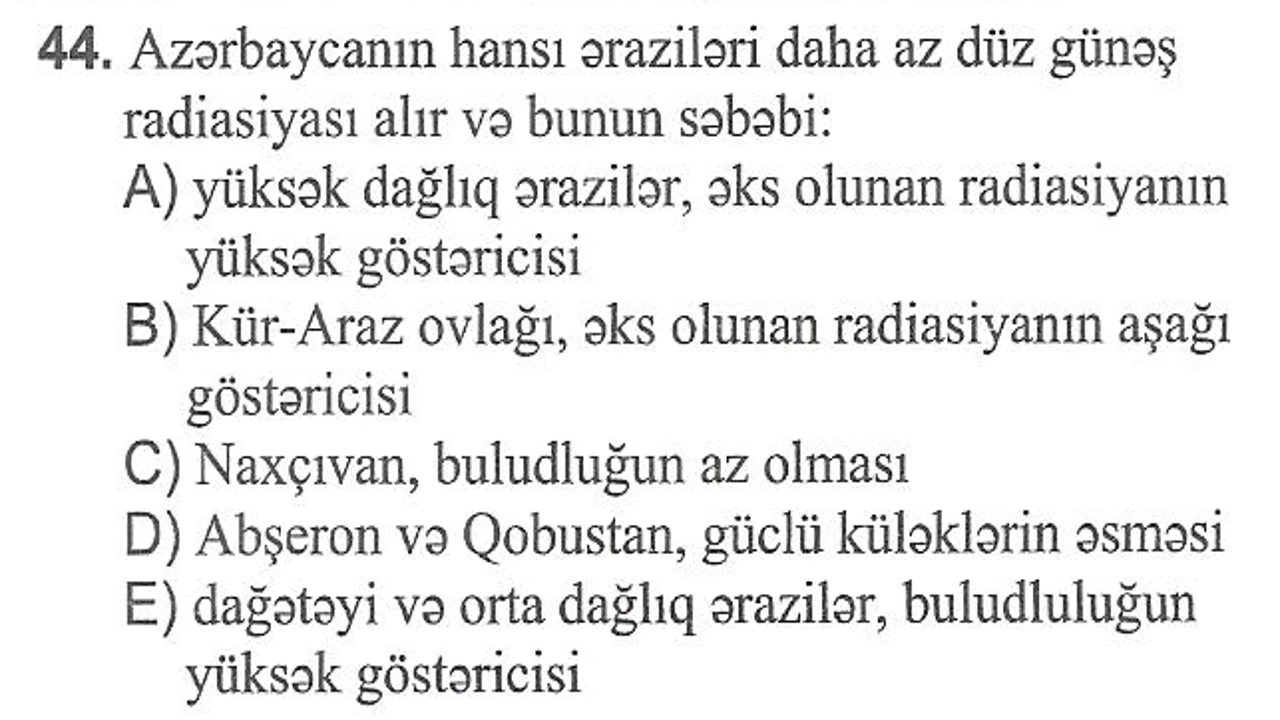 44. Azərbaycanın hansı əraziləri daha az düz günəş
radiasiyası alır və bunun səbəbi:
A) yüksək dağlıq ərazilər, əks olunan radiasiyanın
yüksək göstəricisi
B) Kür-Araz ovlağı, əks olunan radiasiyanın aşağı
göstəricisi
C) Naxçıvan, buludluğun az olması
D) Abşeron və Qobustan, güclü küləklərin əsməsi
E) dağətəyi və orta dağlıq ərazilər, buludluluğun
yüksək göstəricisi